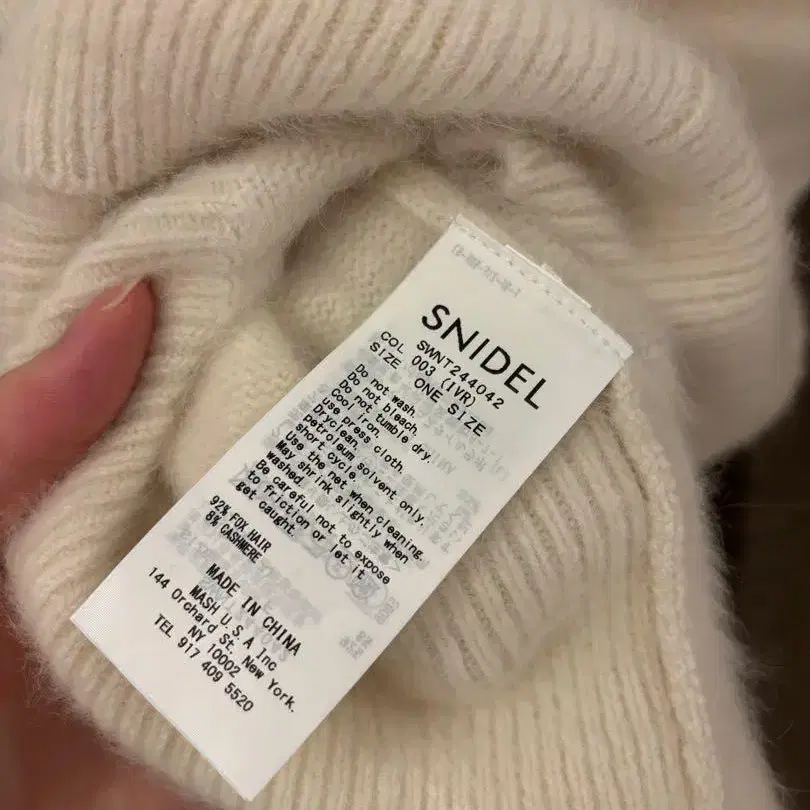 SNIDEL
SWNT244042
COL 003 (IVR)
SIZE ONE SIZE
Do not wash.
Do not bleach.
Do not tumble dry.
Cool iron,
use press cloth.
Dryclean,
petroleum solvent only,
short cycle.
Use the net when cleaning.
May shrink slightly when
washed.
Be careful not to expose
to friction or let it
get caught.
92% FOX HAIR
8% CASHMERE
MADE IN CHINA
MASH U.S.A Inc
144 Orchard St. New York.
NY 10002
TEL 917 409 5520